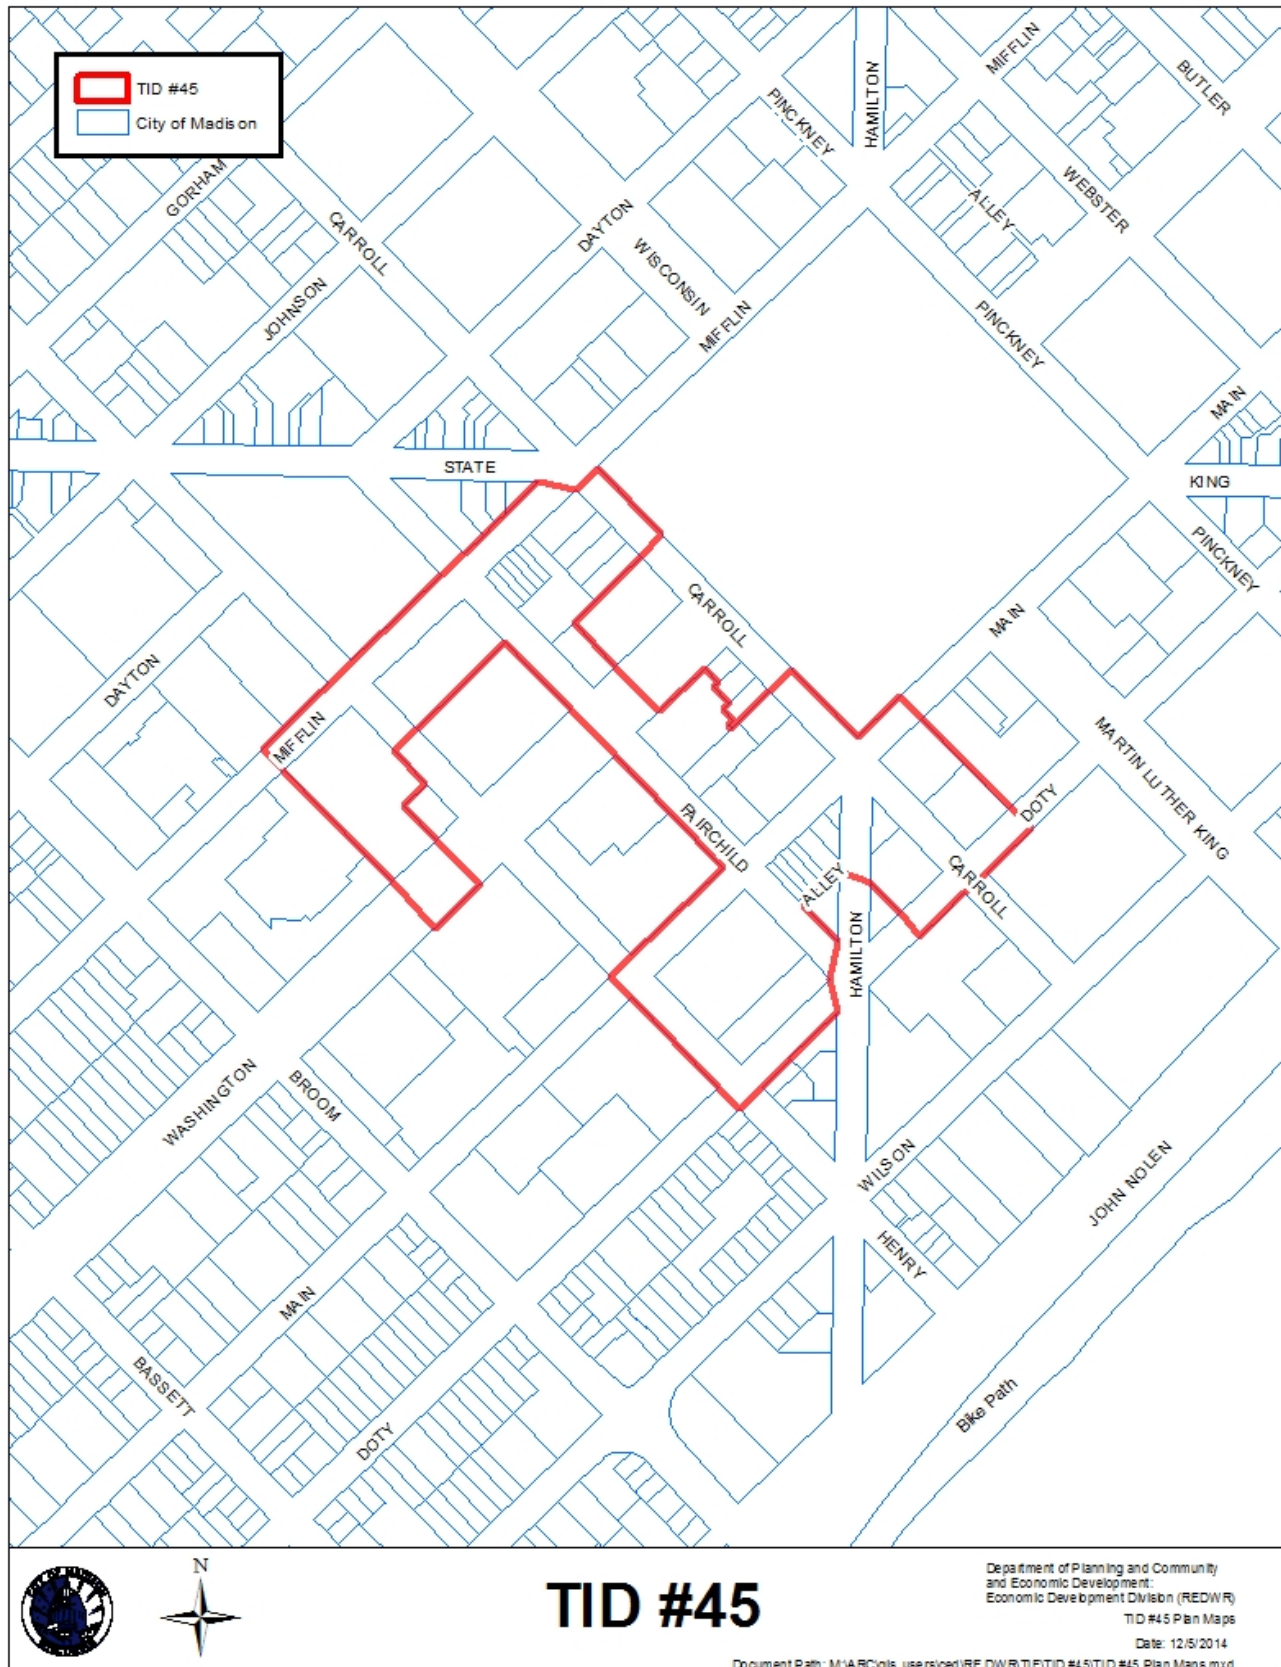 TID #45
City of Madison
MIFFLIN
HAMILTON
BUTLER
PINCKNEY
GORHAM
WEBSTER
ALLEY
CARROLL
DAYTON
WISCONSIN
JOHNSON
MIFFLIN
PINCKNEY
MAIN
STATE
KING
PINCKNEY
CARROLL
MAIN
DAYTON
MIFFLIN
MARTIN LUTHER KING
DOTY
FAIRCHILD
ALLEY
CARROLL
HAMILTON
WASHINGTON
BROOM
WILSON
JOHN NOLEN
HENRY
MAIN
BASSETT
Bike Path
DOTY
N
TID #45
Department of Planning and Community
and Economic Development:
Economic Development Division (REDWR)
TID #45 Plan Maps
Date: 12/5/2014
CITY OF MADISON